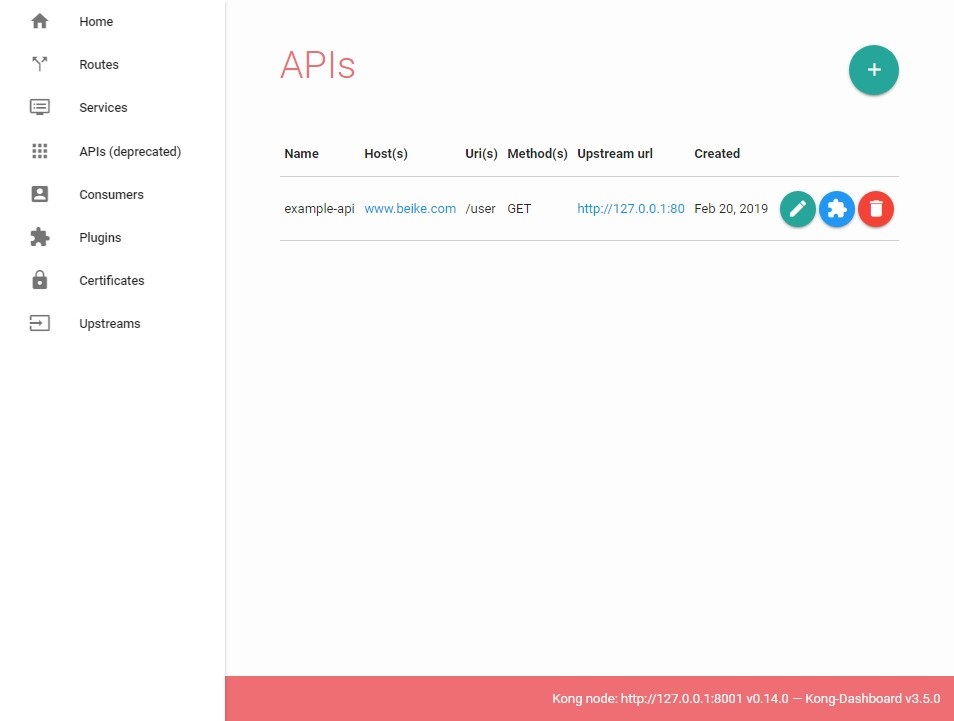 Home
Routes
Services
APIs (deprecated)
Consumers
Plugins
Certificates
Upstreams
APIs
Name Host(s) Uri(s) Method(s) Upstream url Created
example-api www.beike.com /user GET http://127.0.0.1:80 Feb 20, 2019
Kong node: http://127.0.0.1:8001 v0.14.0 — Kong-Dashboard v3.5.0